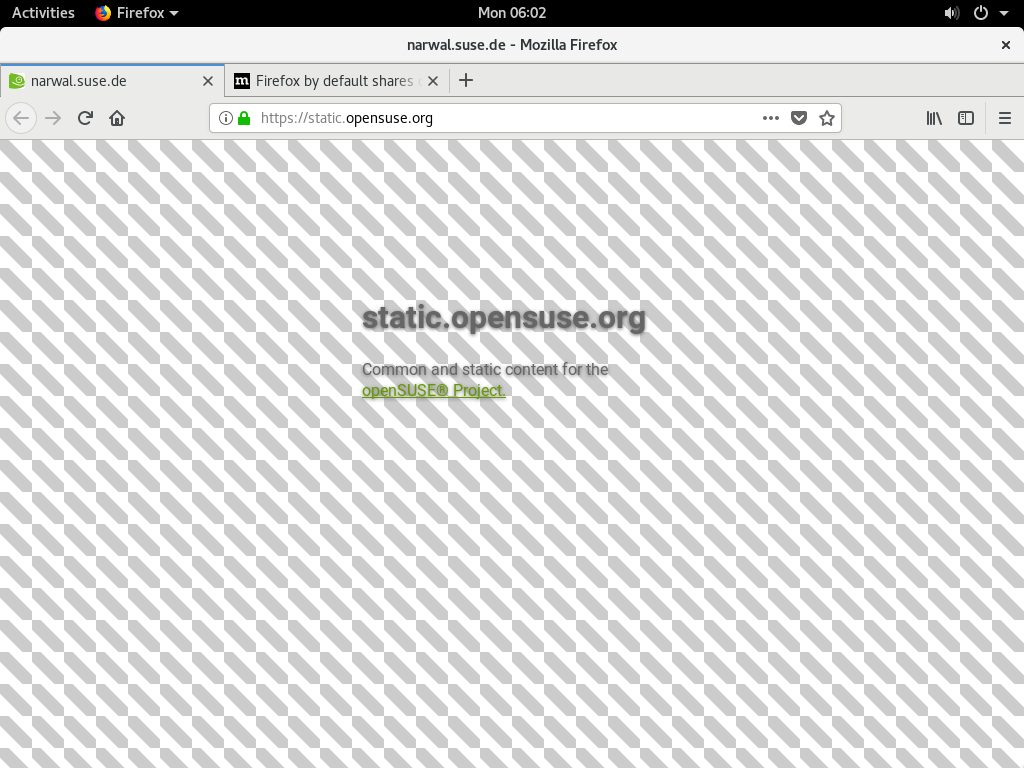 Activities Firefox Mon 06:02
narwal.suse.de - Mozilla Firefox
narwal.suse.de m Firefox by default shares
https://static.opensuse.org
static.opensuse.org
Common and static content for the
openSUSE® Project.